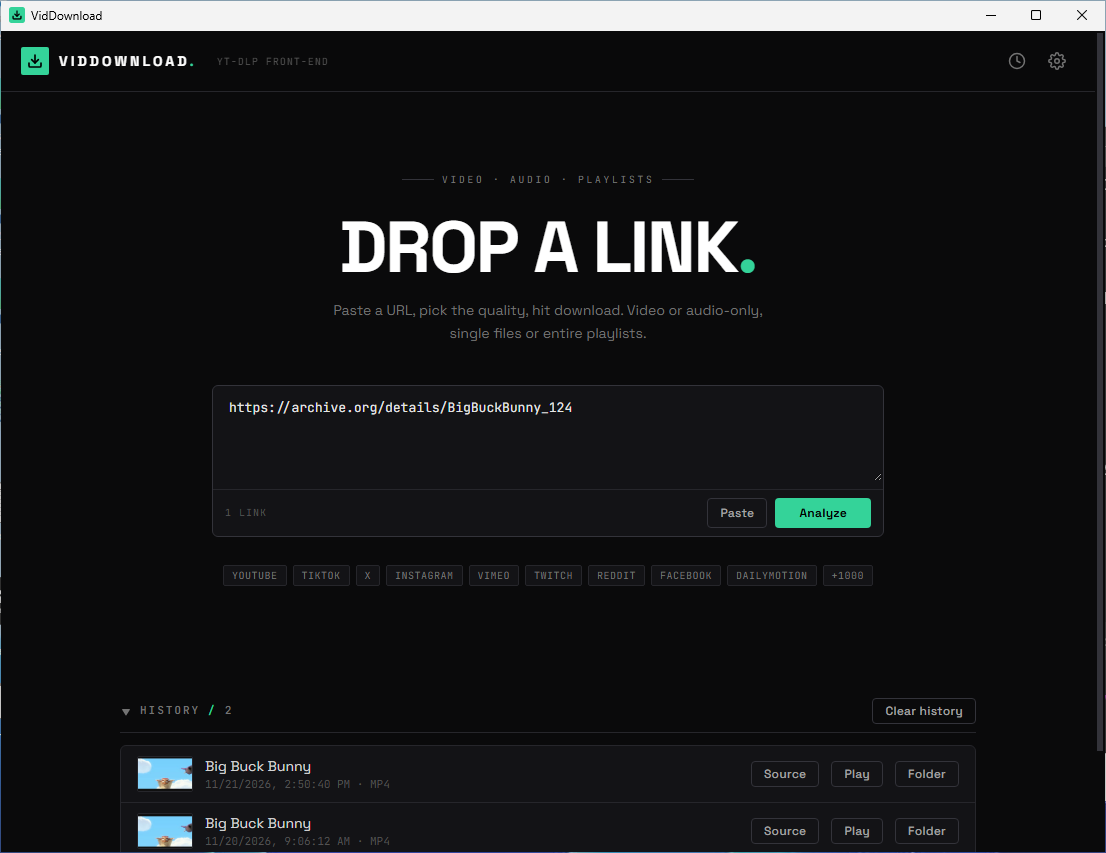 VidDownload
VIDDOWNLOAD. YT-DLP FRONT-END
VIDEO · AUDIO · PLAYLISTS
DROP A LINK.
Paste a URL, pick the quality, hit download. Video or audio-only,
single files or entire playlists.
https://archive.org/details/BigBuckBunny_124
1 LINK Paste Analyze
YOUTUBE TIKTOK X INSTAGRAM VIMEO TWITCH REDDIT FACEBOOK DAILYMOTION +1000
▼ HISTORY / 2 Clear history
Big Buck Bunny
11/21/2026, 2:50:40 PM · MP4
Source Play Folder
Big Buck Bunny
11/20/2026, 9:06:12 AM · MP4
Source Play Folder